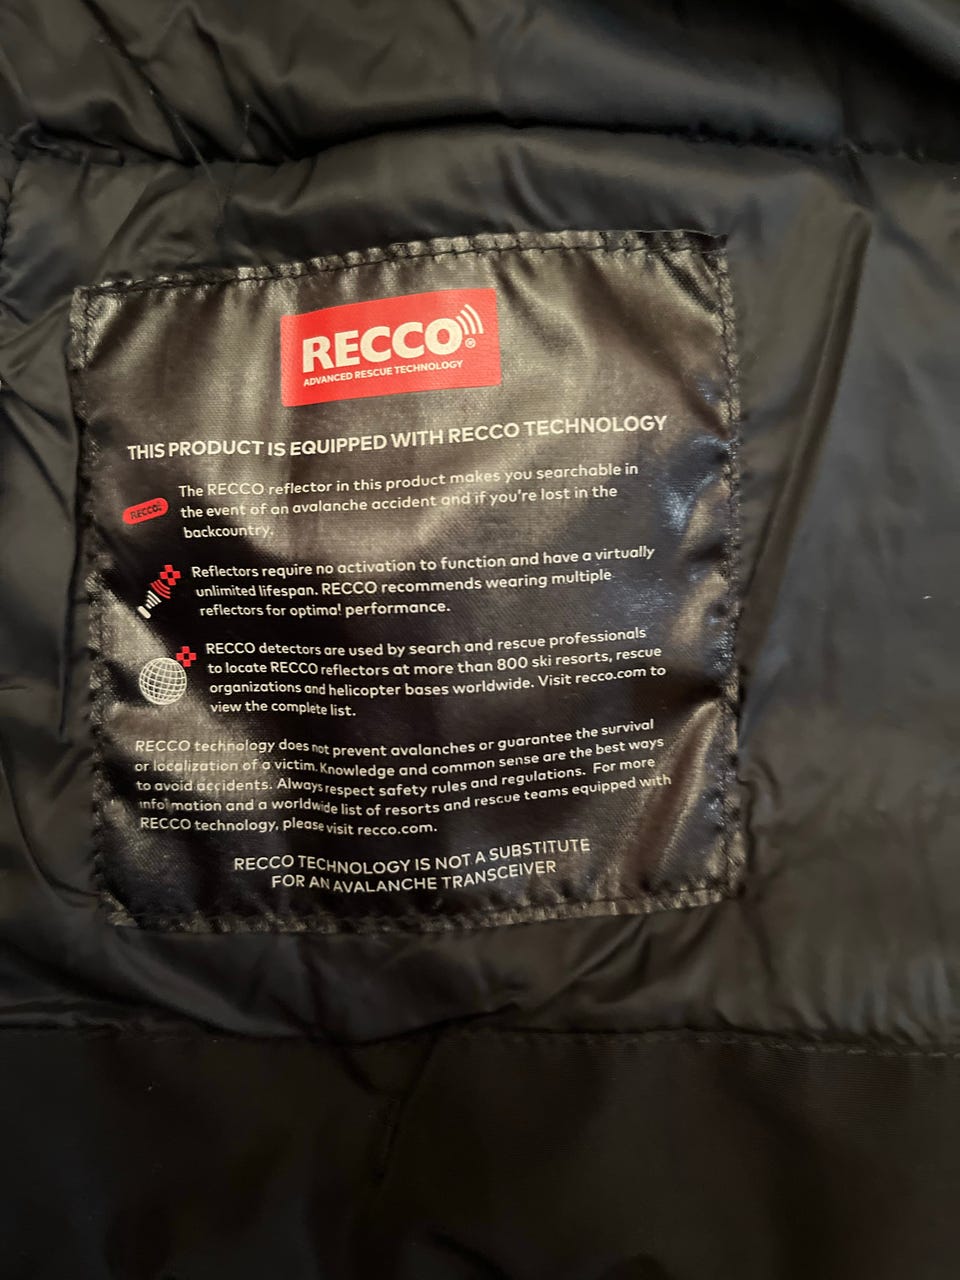 RECCO®
ADVANCED RESCUE TECHNOLOGY
THIS PRODUCT IS EQUIPPED WITH RECCO TECHNOLOGY
RECCO
The RECCO reflector in this product makes you searchable in
the event of an avalanche accident and if you're lost in the
backcountry.
Reflectors require no activation to function and have a virtually
unlimited lifespan. RECCO recommends wearing multiple
reflectors for optimal performance.
RECCO detectors are used by search and rescue professionals
to locate RECCO reflectors at more than 800 ski resorts, rescue
organizations and helicopter bases worldwide. Visit recco.com to
view the complete list.
RECCO technology does not prevent avalanches or guarantee the survival
or localization of a victim. Knowledge and common sense are the best ways
to avoid accidents. Always respect safety rules and regulations. For more
information and a worldwide list of resorts and rescue teams equipped with
RECCO technology, please visit recco.com.
RECCO TECHNOLOGY IS NOT A SUBSTITUTE
FOR AN AVALANCHE TRANSCEIVER